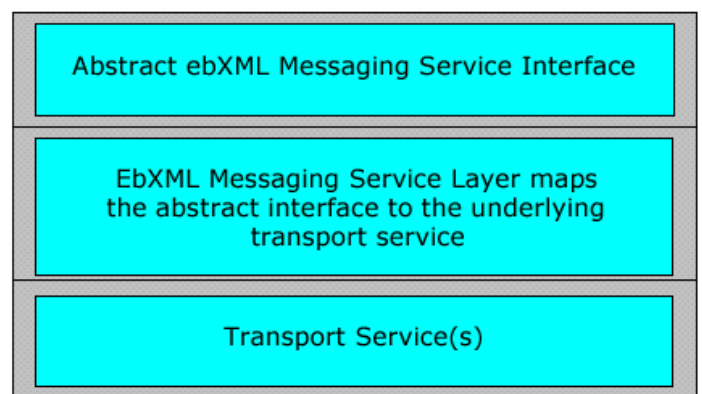 Abstract ebXML Messaging Service Interface
EbXML Messaging Service Layer maps
the abstract interface to the underlying
transport service
Transport Service(s)